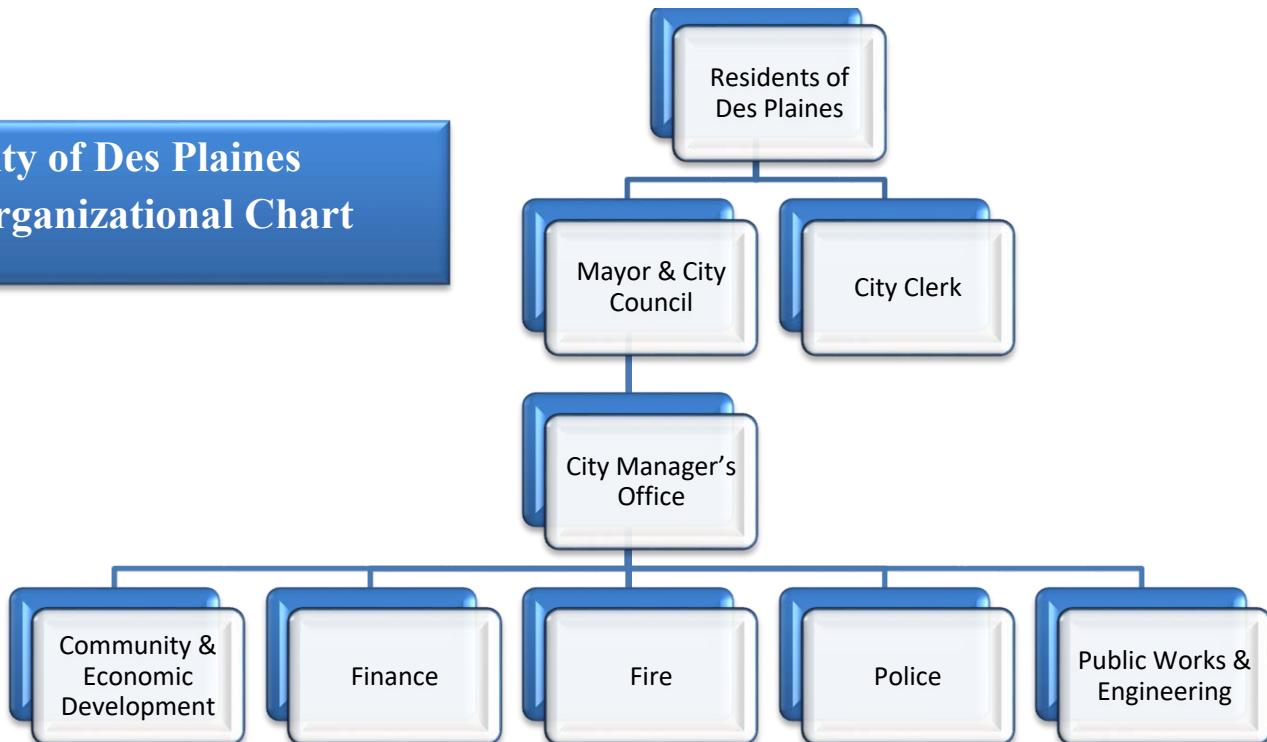 Residents of
Des Plaines
ity of Des Plaines
rganizational Chart
Mayor & City
Council
City Clerk
City Manager’s
Office
Community &
Economic
Development
Finance
Fire
Police
Public Works &
Engineering